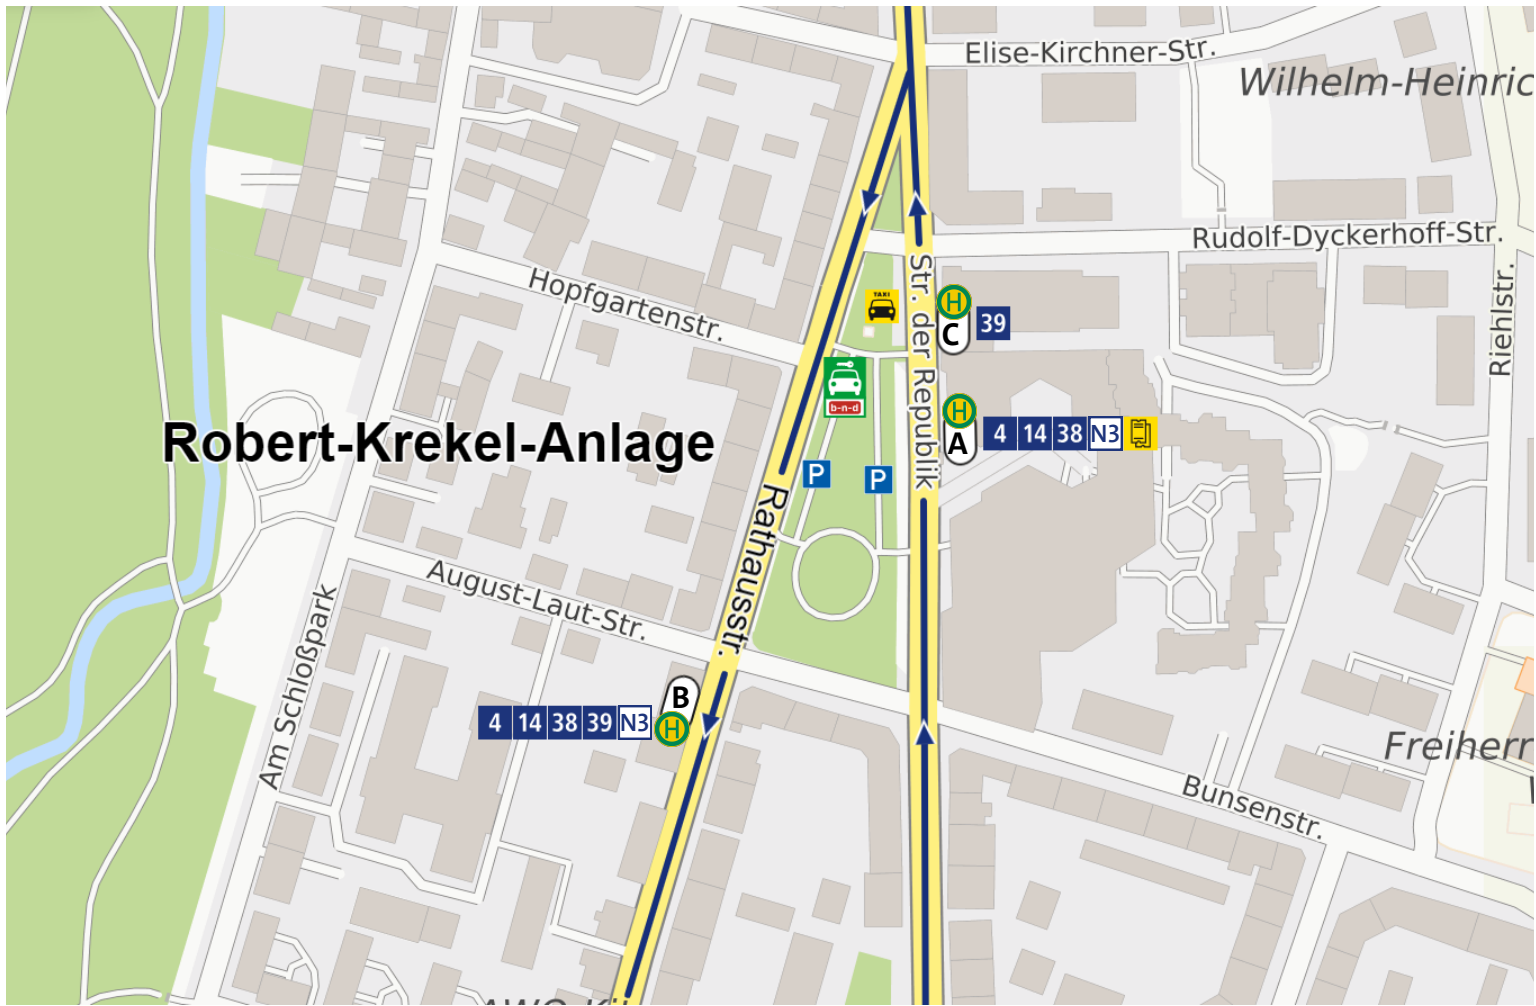 Elise-Kirchner-Str.
Wilhelm-Heinric
Rudolf-Dyckerhoff-Str.
Hopfgartenstr.
TAXI
Str. der Republik
H
C
39
Riehlstr.
b-n-d
H
A
4 14 38 N3
Robert-Krekel-Anlage
P
P
Rathausstr.
August-Laut-Str.
Am Schloßpark
B
4 14 38 39 N3
H
Freiherr
Bunsenstr.